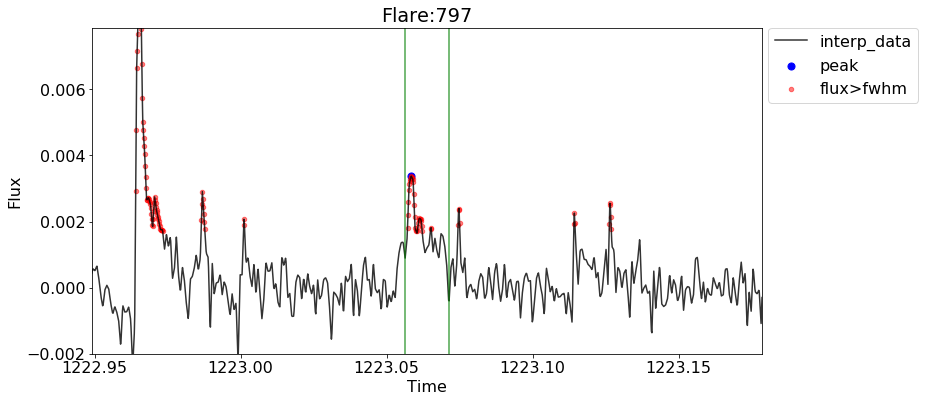 Flare:797
interp_data
peak
flux>fwhm
Flux
0.006
0.004
0.002
0.000
−0.002
1222.95 1223.00 1223.05 1223.10 1223.15
Time